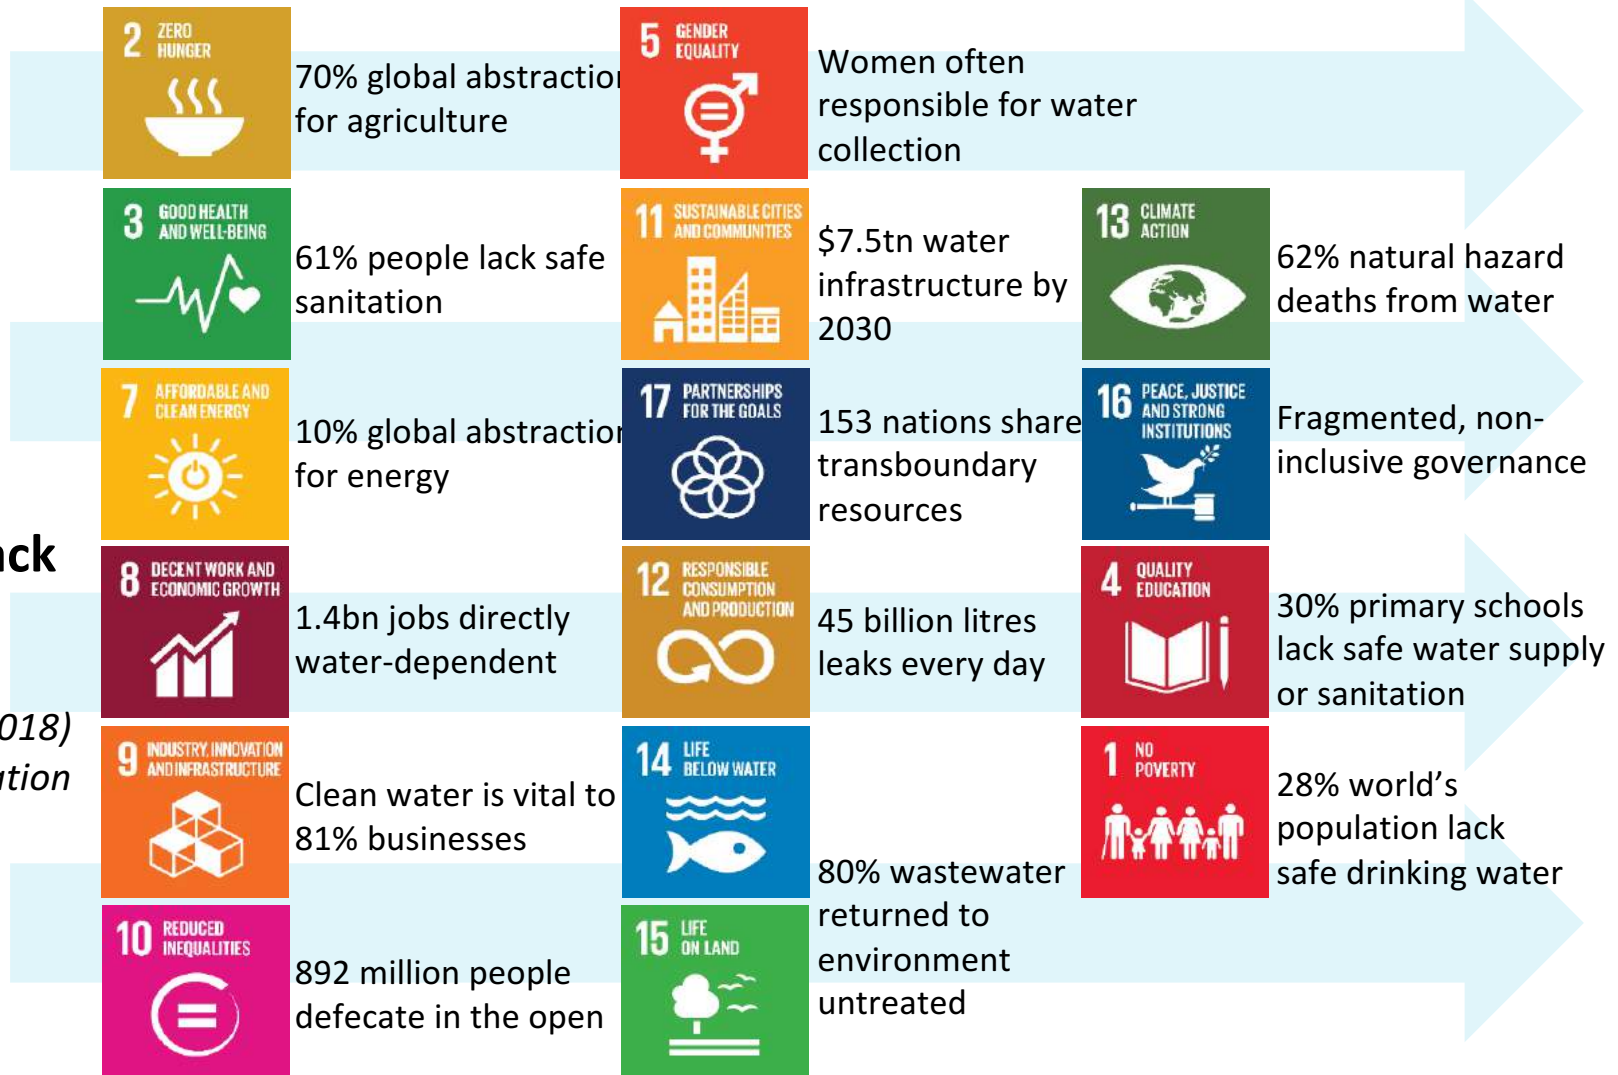 2 ZERO
HUNGER
70% global abstraction
for agriculture
5 GENDER
EQUALITY
Women often
responsible for water
collection
3 GOOD HEALTH
AND WELL-BEING
61% people lack safe
sanitation
11 SUSTAINABLE CITIES
AND COMMUNITIES
$7.5tn water
infrastructure by
2030
13 CLIMATE
ACTION
62% natural hazard
deaths from water
7 AFFORDABLE AND
CLEAN ENERGY
10% global abstraction
for energy
17 PARTNERSHIPS
FOR THE GOALS
153 nations share
transboundary
resources
16 PEACE, JUSTICE
AND STRONG
INSTITUTIONS
Fragmented, non-
inclusive governance
ack
8 DECENT WORK AND
ECONOMIC GROWTH
1.4bn jobs directly
water-dependent
12 RESPONSIBLE
CONSUMPTION
AND PRODUCTION
45 billion litres
leaks every day
4 QUALITY
EDUCATION
30% primary schools
lack safe water supply
or sanitation
018)
ation
9 INDUSTRY, INNOVATION
AND INFRASTRUCTURE
Clean water is vital to
81% businesses
14 LIFE
BELOW WATER
1 NO
POVERTY
28% world's
population lack
safe drinking water
10 REDUCED
INEQUALITIES
892 million people
defecate in the open
15 LIFE
ON LAND
80% wastewater
returned to
environment
untreated